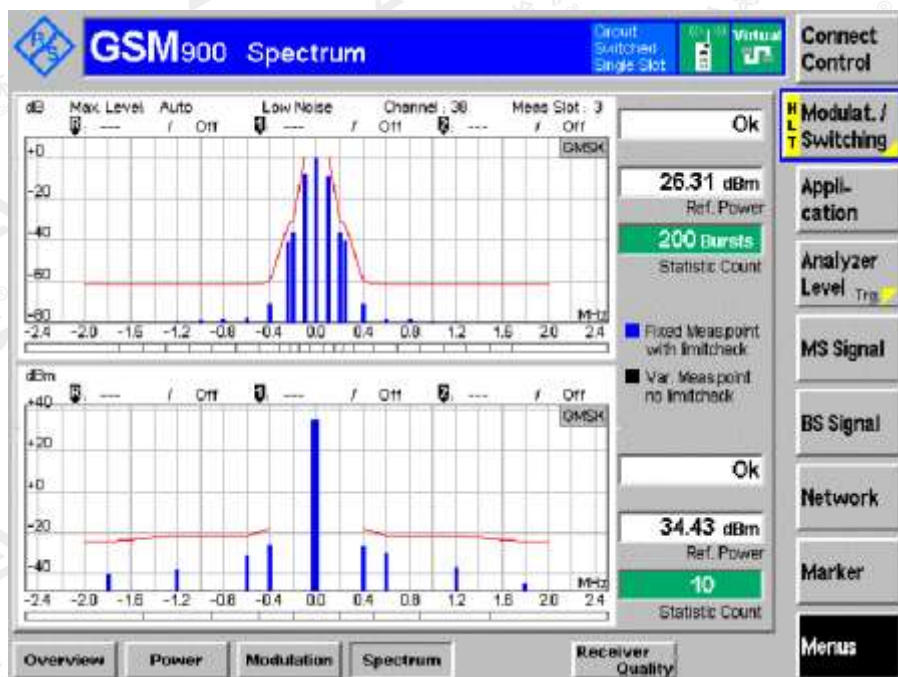 R S
GSM900 Spectrum
Circuit Switched Single Slot
Virtual
Connect Control
dB Max. Level Auto Low Noise Channel : 38 Meas Slot : 3
--- / Off --- / Off --- / Off
GMSK
+0
-20
-40
-60
-80
MHz
-2.4 -2.0 -1.6 -1.2 -0.8 -0.4 0.0 0.4 0.8 1.2 1.6 2.0 2.4
Ok
26.31 dBm
Ref. Power
200 Bursts
Statistic Count
Fixed Meas.point
with limitcheck
Var. Meas.point
no limitcheck
dBm
--- / Off --- / Off --- / Off
GMSK
+40
+20
+0
-20
-40
MHz
-2.4 -2.0 -1.6 -1.2 -0.8 -0.4 0.0 0.4 0.8 1.2 1.6 2.0 2.4
Ok
34.43 dBm
Ref. Power
10
Statistic Count
HLT
Modulat. /
Switching
Appli-
cation
Analyzer
Level Trg.
MS Signal
BS Signal
Network
Marker
Menus
Overview Power Modulation Spectrum Receiver Quality